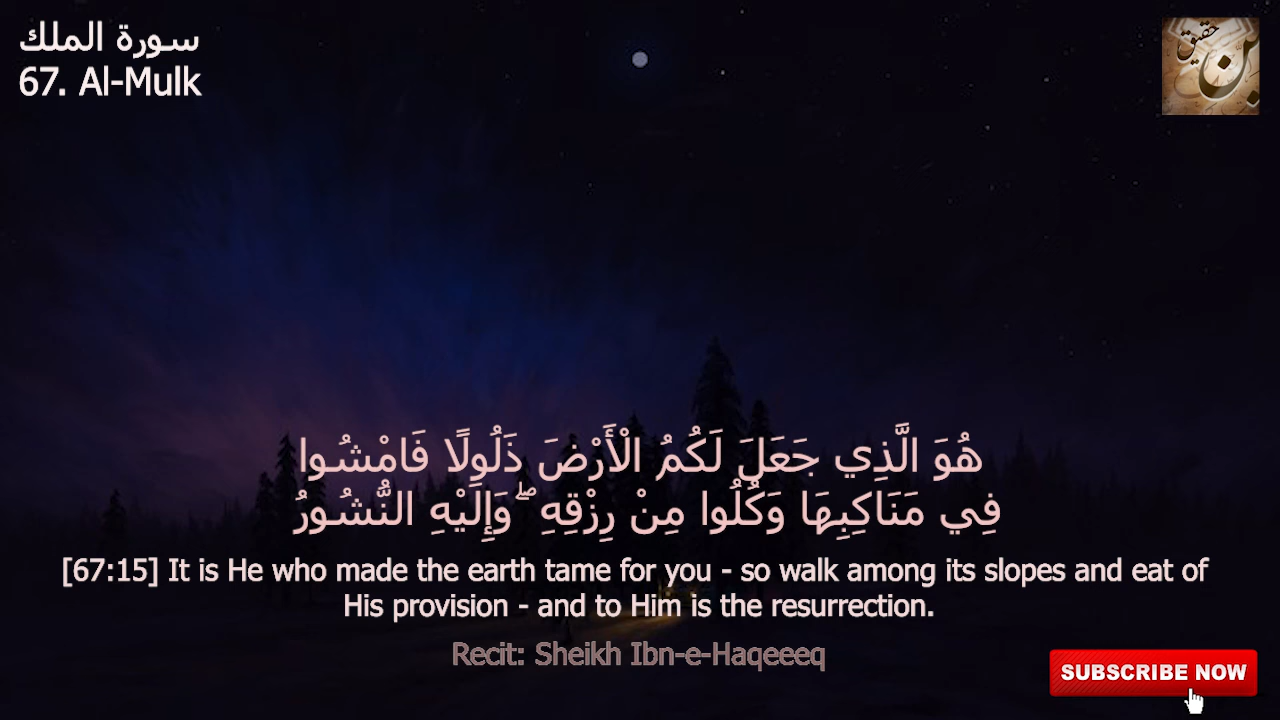 سورة الملك
67. Al-Mulk
حقيق
بن
هُوَ الَّذِي جَعَلَ لَكُمُ الْأَرْضَ ذَلُولًا فَامْشُوا
فِي مَنَاكِبِهَا وَكُلُوا مِنْ رِزْقِهِ ۖ وَإِلَيْهِ النُّشُورُ
[67:15] It is He who made the earth tame for you - so walk among its slopes and eat of
His provision - and to Him is the resurrection.
Recit: Sheikh Ibn-e-Haqeeeq
SUBSCRIBE NOW